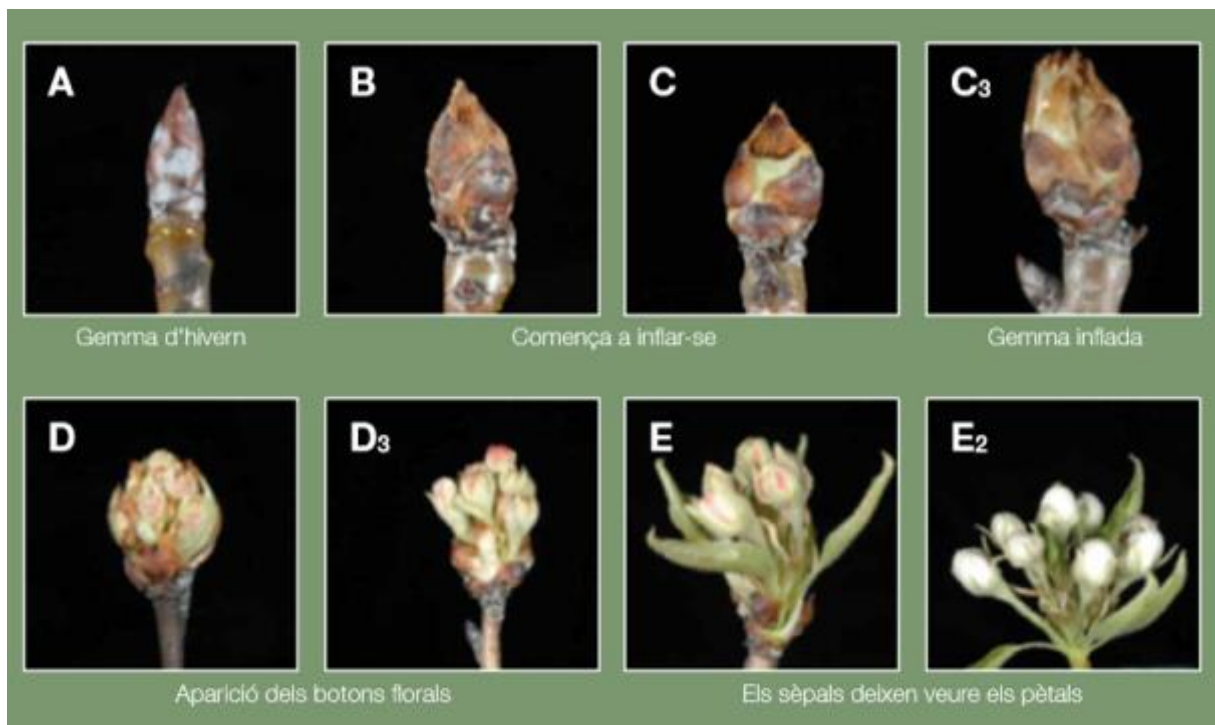 A
B
C
C₃
Gemma d'hivern
Comença a inflar-se
Gemma inflada
D
D₃
E
E₂
Aparició dels botons florals
Els sèpals deixen veure els pètals